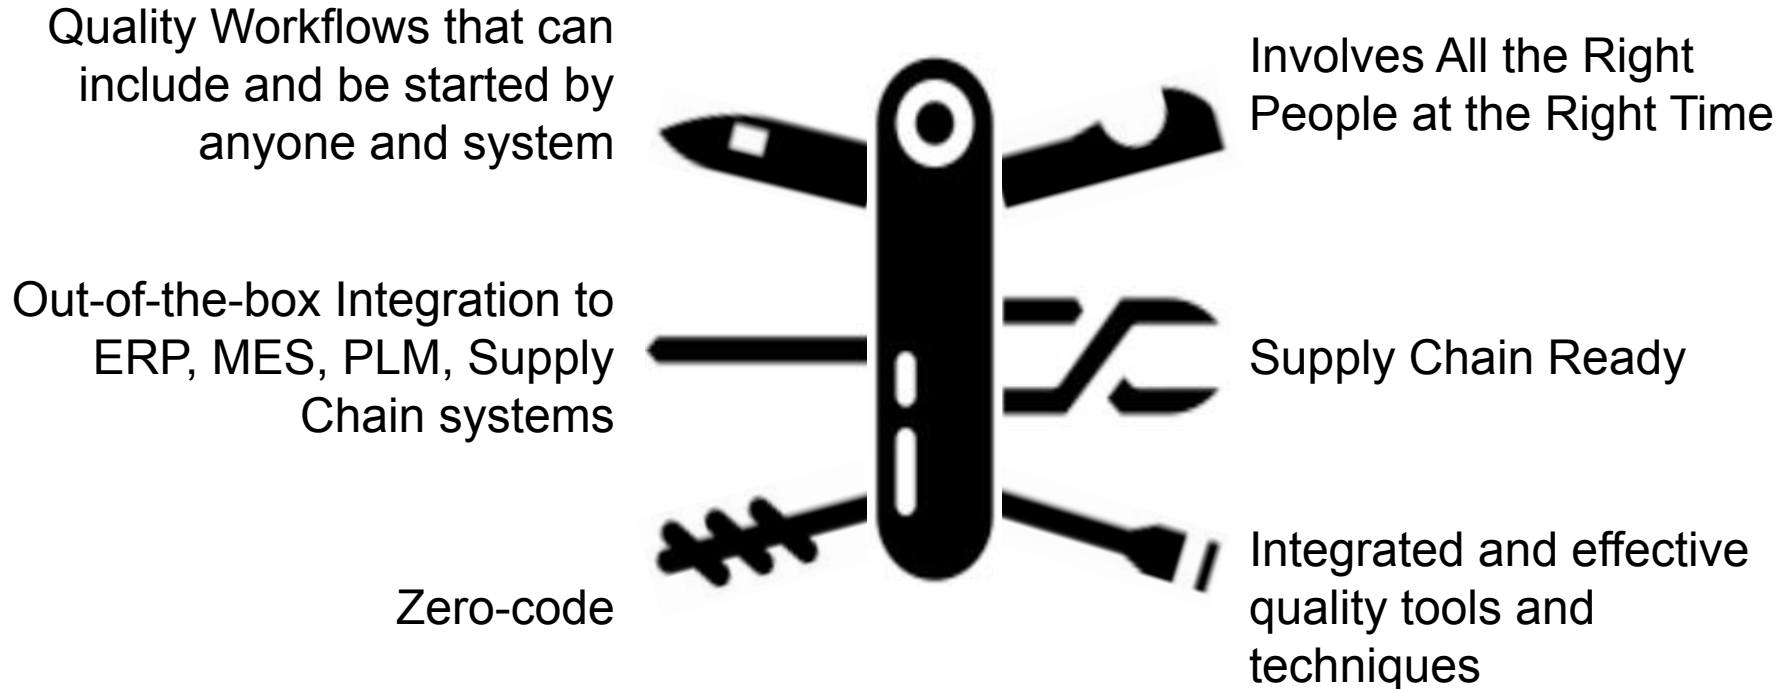 Quality Workflows that can
include and be started by
anyone and system
Involves All the Right
People at the Right Time
Out-of-the-box Integration to
ERP, MES, PLM, Supply
Chain systems
Supply Chain Ready
Zero-code
Integrated and effective
quality tools and
techniques